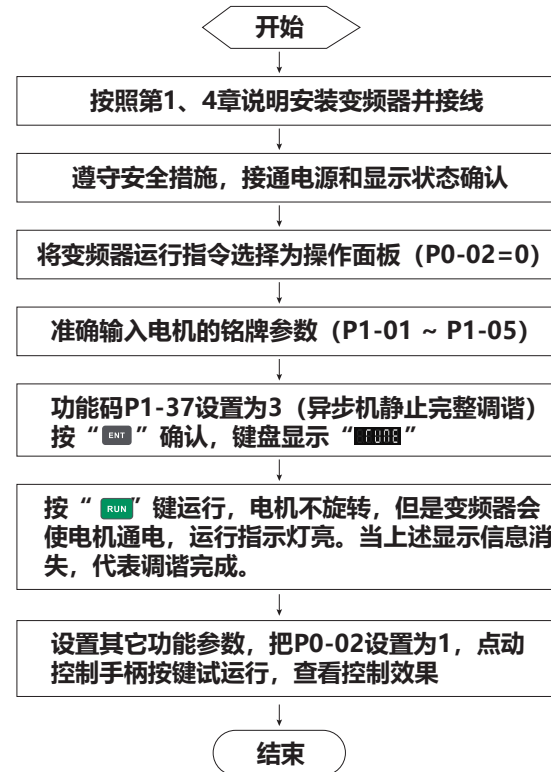 开始
按照第1、4章说明安装变频器并接线
遵守安全措施，接通电源和显示状态确认
将变频器运行指令选择为操作面板（P0-02=0）
准确输入电机的铭牌参数（P1-01 ~ P1-05）
功能码P1-37设置为3（异步机静止完整调谐）
按“ENT”确认，键盘显示“”
按“RUN”键运行，电机不旋转，但是变频器会
使电机通电，运行指示灯亮。当上述显示信息消
失，代表调谐完成。
设置其它功能参数，把P0-02设置为1，点动
控制手柄按键试运行，查看控制效果
结束